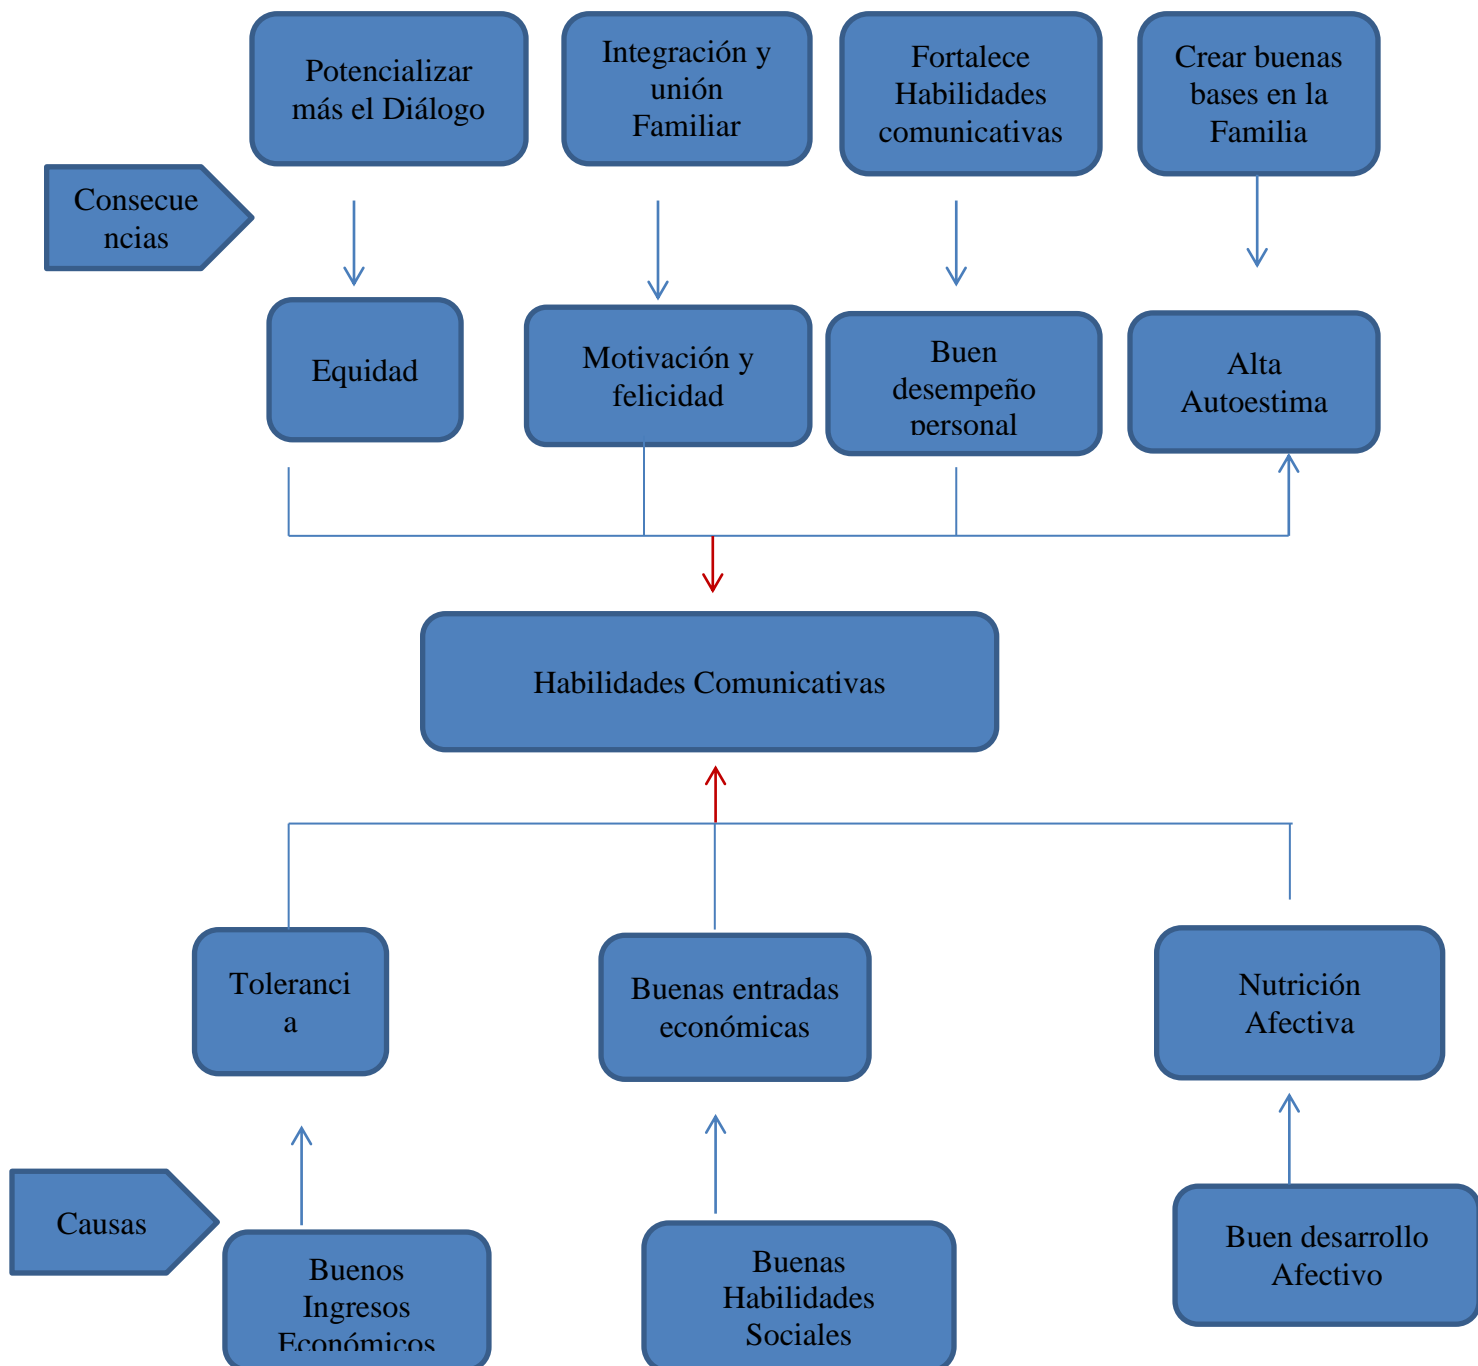 Potencializar
más el Diálogo
Integración y
unión
Familiar
Fortalece
Habilidades
comunicativas
Crear buenas
bases en la
Familia
Consecue
ncias
Equidad
Motivación y
felicidad
Buen
desempeño
personal
Alta
Autoestima
Habilidades Comunicativas
Toleranci
a
Buenas entradas
económicas
Nutrición
Afectiva
Causas
Buenos
Ingresos
Económicos
Buenas
Habilidades
Sociales
Buen desarrollo
Afectivo